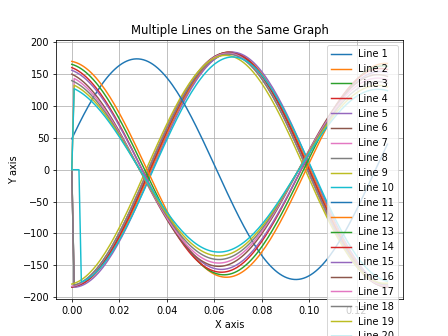 Multiple Lines on the Same Graph
200
150
100
50
0
−50
−100
−150
−200
Y axis
0.00
0.02
0.04
0.06
0.08
0.10
X axis
Line 1
Line 2
Line 3
Line 4
Line 5
Line 6
Line 7
Line 8
Line 9
Line 10
Line 11
Line 12
Line 13
Line 14
Line 15
Line 16
Line 17
Line 18
Line 19
Line 20